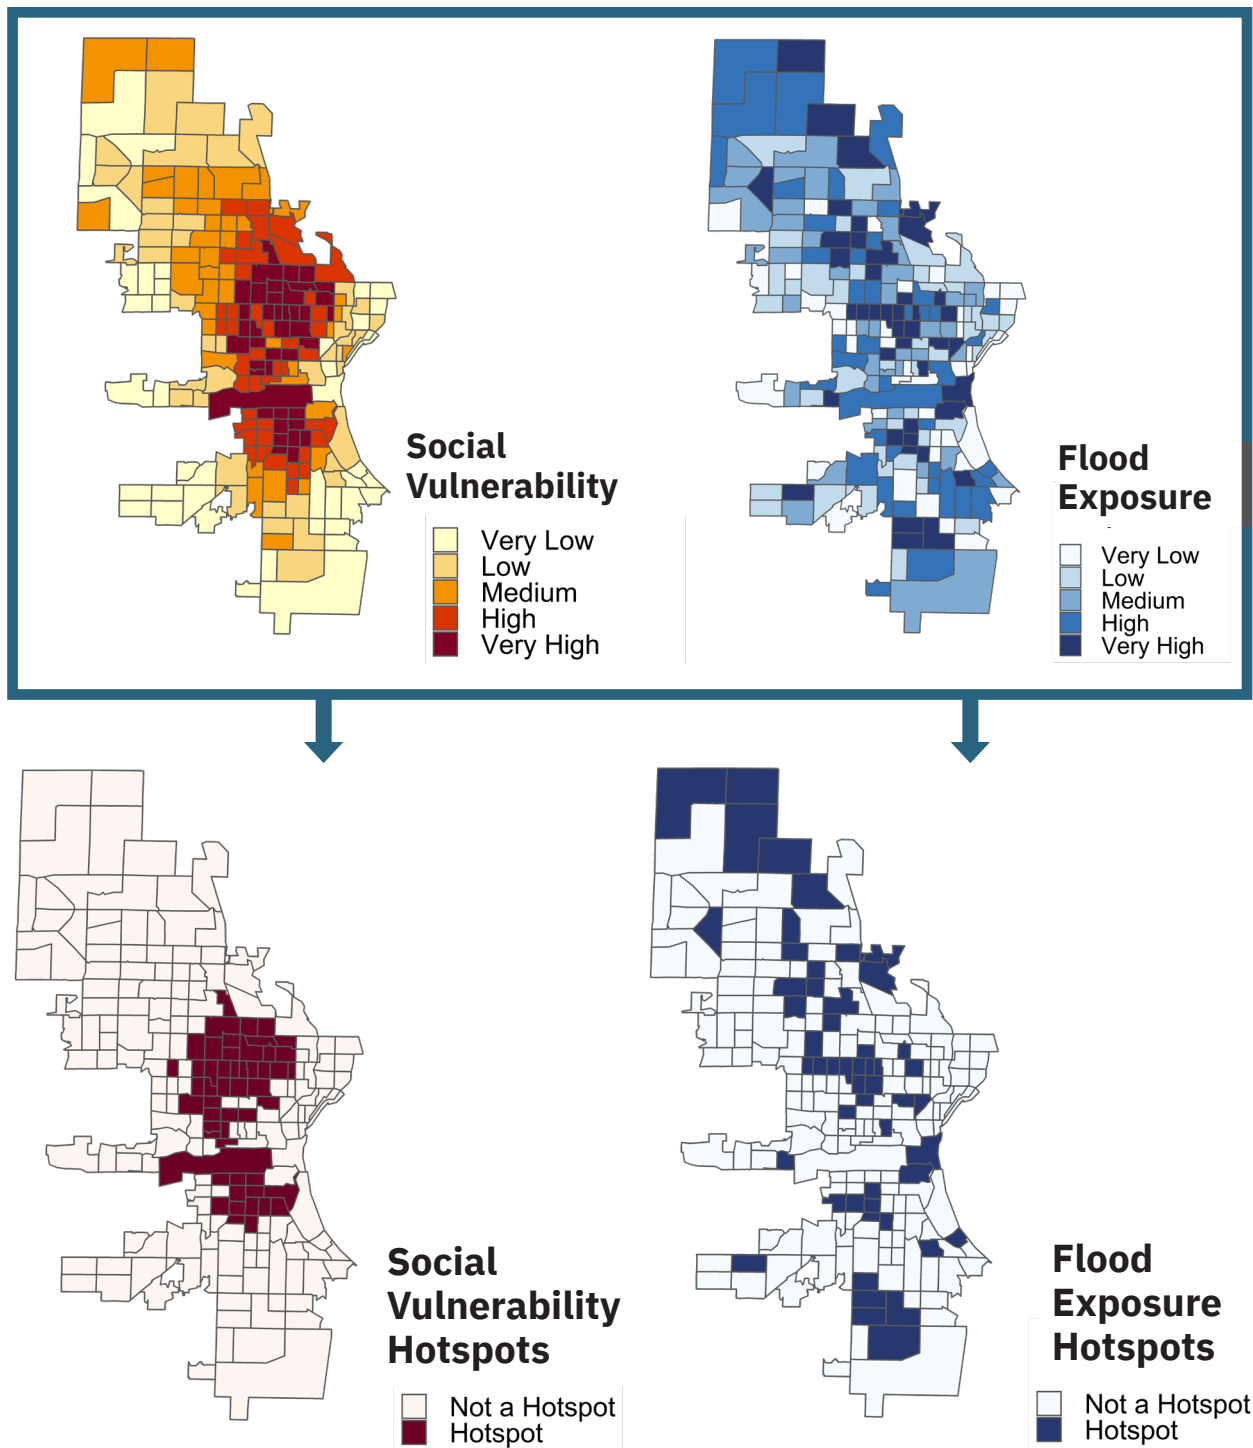 Social
Vulnerability
Very Low
Low
Medium
High
Very High
Flood
Exposure
Very Low
Low
Medium
High
Very High
Social
Vulnerability
Hotspots
Not a Hotspot
Hotspot
Flood
Exposure
Hotspots
Not a Hotspot
Hotspot